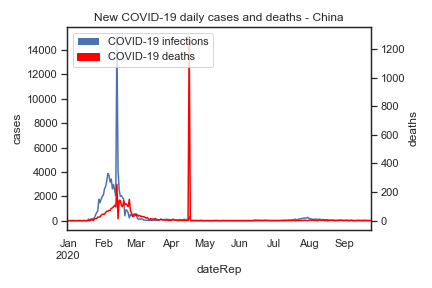 New COVID-19 daily cases and deaths - China
COVID-19 infections
COVID-19 deaths
14000
12000
10000
8000
6000
4000
2000
0
cases
1200
1000
800
600
400
200
0
deaths
Jan Feb Mar Apr May Jun Jul Aug Sep
2020
dateRep